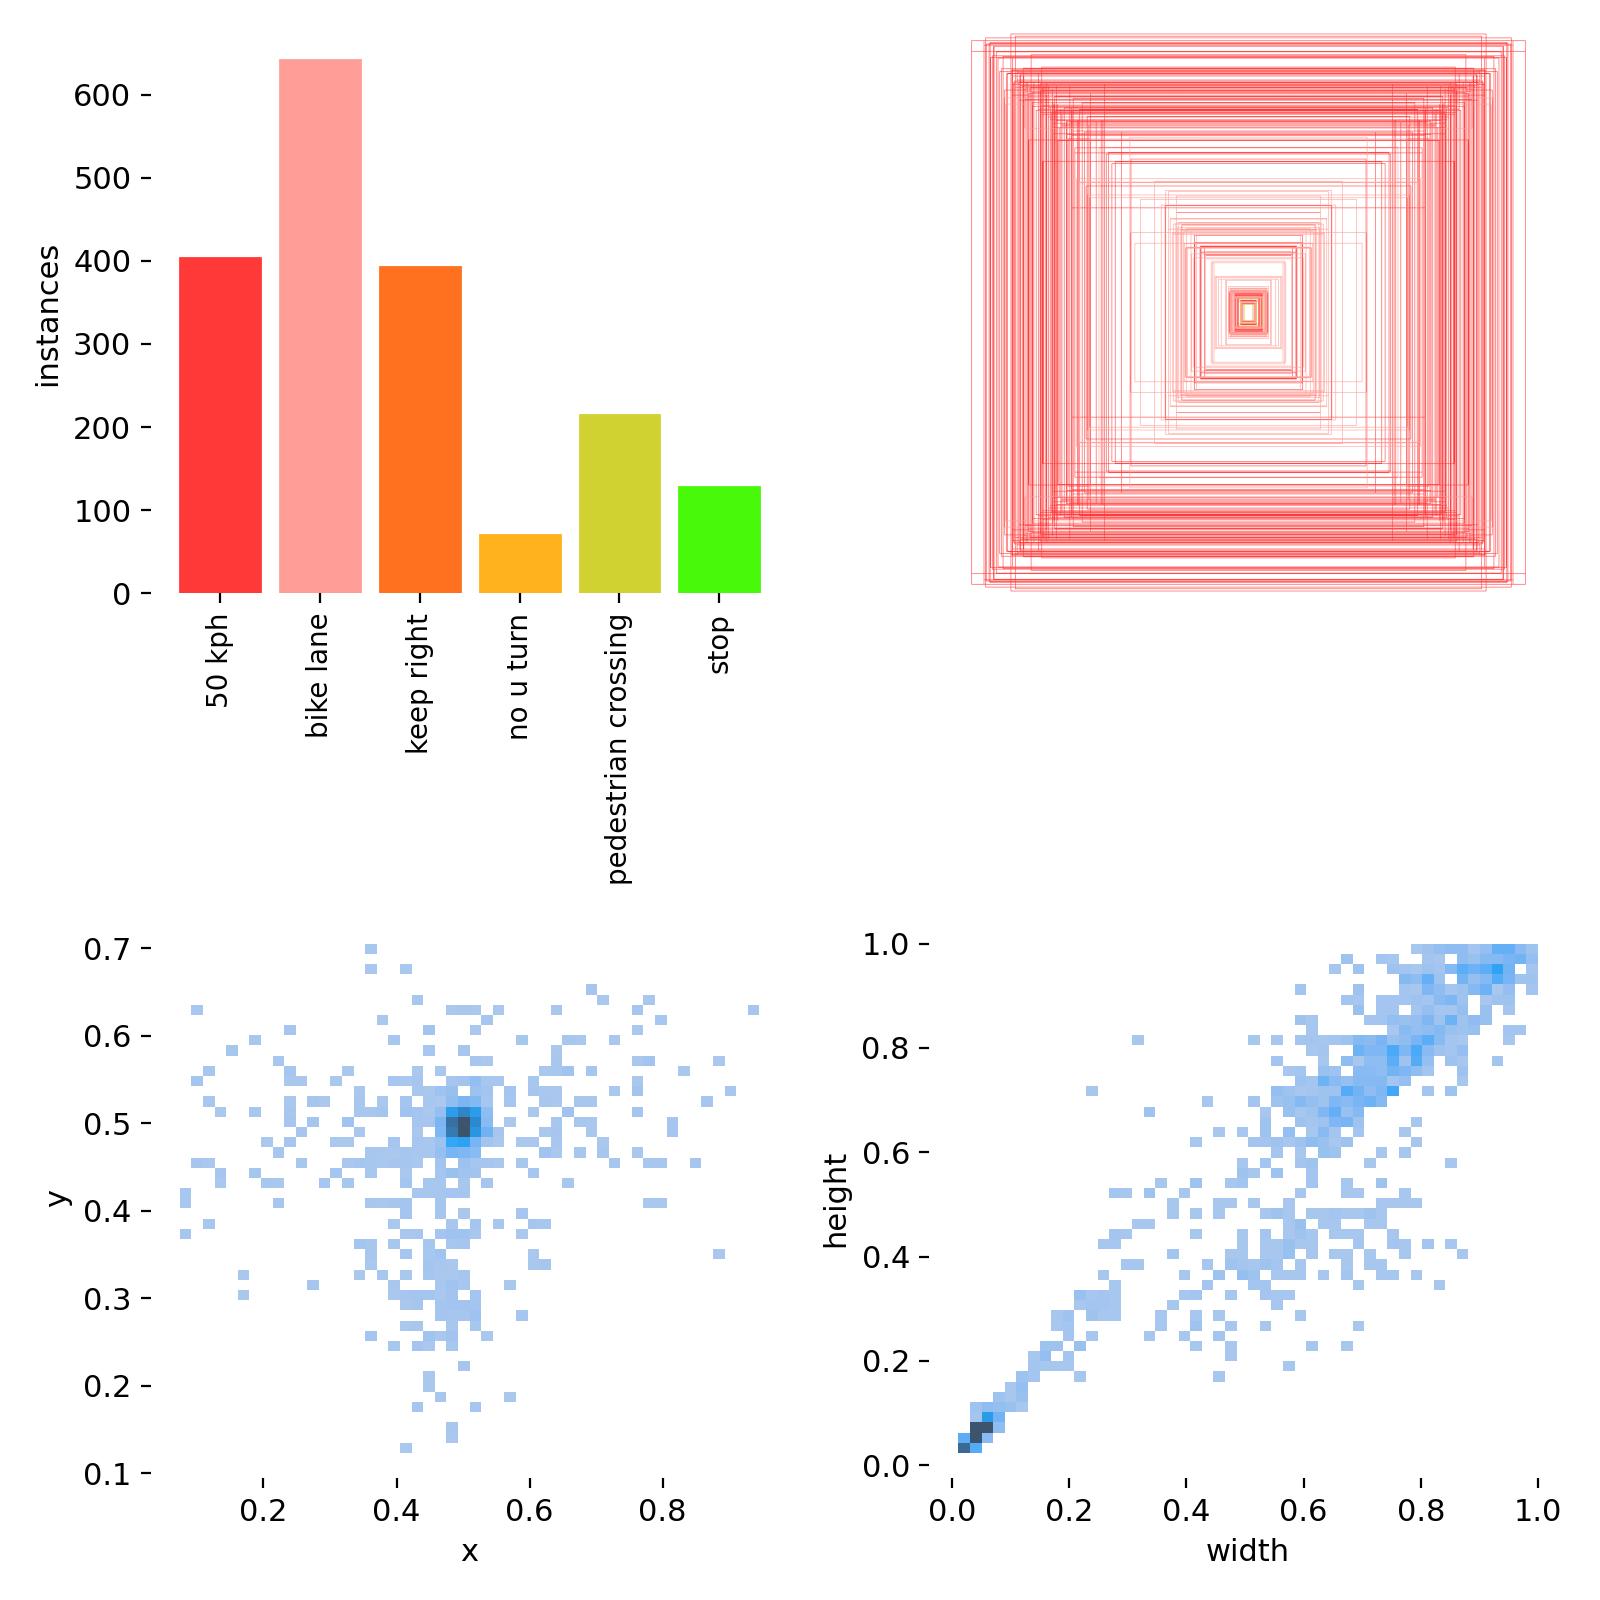 600
500
400
300
200
100
0
instances
50 kph
bike lane
keep right
no u turn
pedestrian crossing
stop
0.7
0.6
0.5
0.4
0.3
0.2
0.1
y
0.2 0.4 0.6 0.8
x
1.0
0.8
0.6
0.4
0.2
0.0
height
0.0 0.2 0.4 0.6 0.8 1.0
width